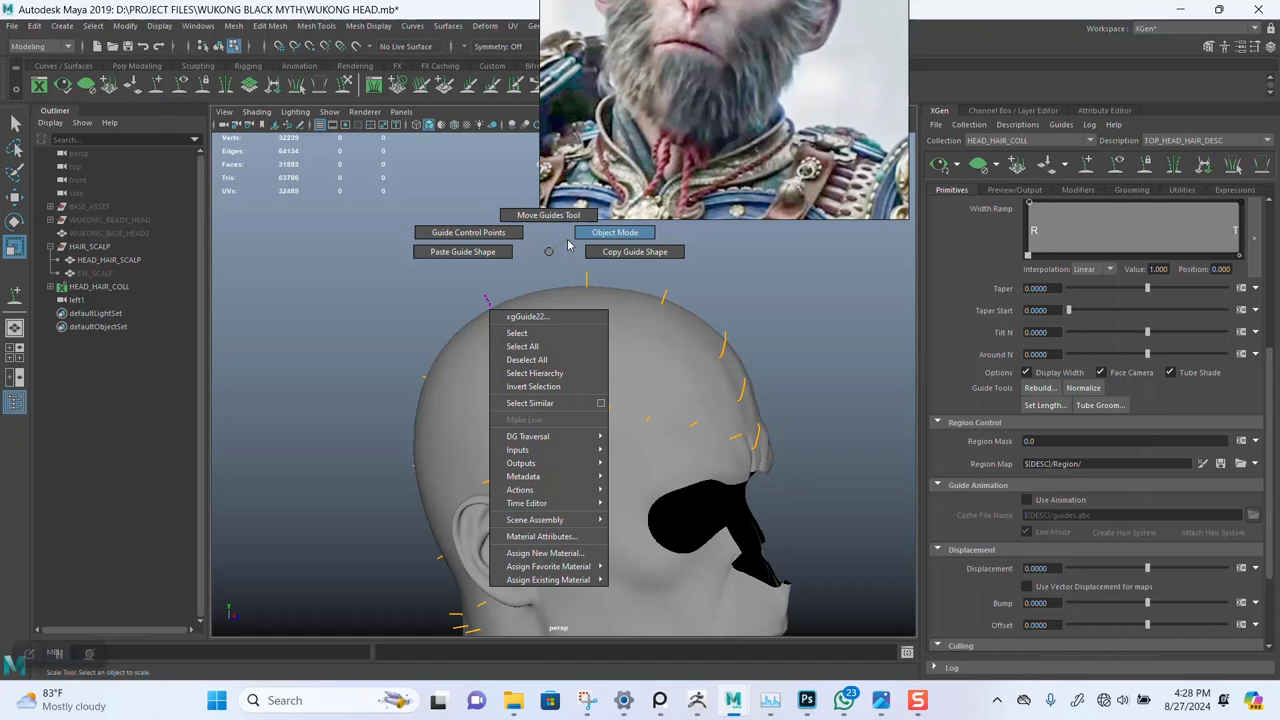 Autodesk Maya 2019: D:\PROJECT FILES\WUKONG BLACK MYTH\WUKONG HEAD.mb*
File Edit Create Select Modify Display Windows Mesh Edit Mesh Mesh Tools Mesh Display Curves Surfaces Deform UV
Workspace: XGen*
Modeling No Live Surface Symmetry: Off
Curves / Surfaces Poly Modeling Sculpting Rigging Animation Rendering FX FX Caching Custom
Outliner
Display Show Help
Search...
persp
top
front
side
BASE_ASSET
WUKONG_READY_HEAD
WUKONG_BASE_HEAD2
HAIR_SCALP
HEAD_HAIR_SCALP
EYE_SCALP
HEAD_HAIR_COLL
left1
defaultLightSet
defaultObjectSet
View Shading Lighting Show Renderer Panels
Verts: 32239 0 0
Edges: 64134 0 0
Faces: 31893 0 0
Tris: 63786 0 0
UVs: 32489 0 0
Move Guides Tool
Guide Control Points Object Mode
Paste Guide Shape Copy Guide Shape
xgGuide22...
Select
Select All
Deselect All
Select Hierarchy
Invert Selection
Select Similar
Make Live
DG Traversal
Inputs
Outputs
Metadata
Actions
Time Editor
Scene Assembly
Material Attributes...
Assign New Material...
Assign Favorite Material
Assign Existing Material
persp
XGen Channel Box / Layer Editor Attribute Editor
File Collection Descriptions Guides Log Help
Collection HEAD_HAIR_COLL Description TOP_HEAD_HAIR_DESC
Primitives Preview/Output Modifiers Grooming Utilities Expressions
Width Ramp
R T
Interpolation: Linear Value: 1.000 Position: 0.000
Taper 0.0000
Taper Start 0.0000
Tilt N 0.0000
Around N 0.0000
Options Display Width Face Camera Tube Shade
Guide Tools Rebuild... Normalize
Set Length... Tube Groom...
Region Control
Region Mask 0.0
Region Map ${DESC}/Region/
Guide Animation
Use Animation
Cache File Name ${DESC}/guides.abc
Live Mode Create Hair System Attach Hair System
Displacement
Displacement 0.0000
Use Vector Displacement for maps
Bump 0.0000
Offset 0.0000
Culling
Log
Scale Tool: Select an object to scale.
83°F
Mostly cloudy
Search
23
4:28 PM
8/27/2024